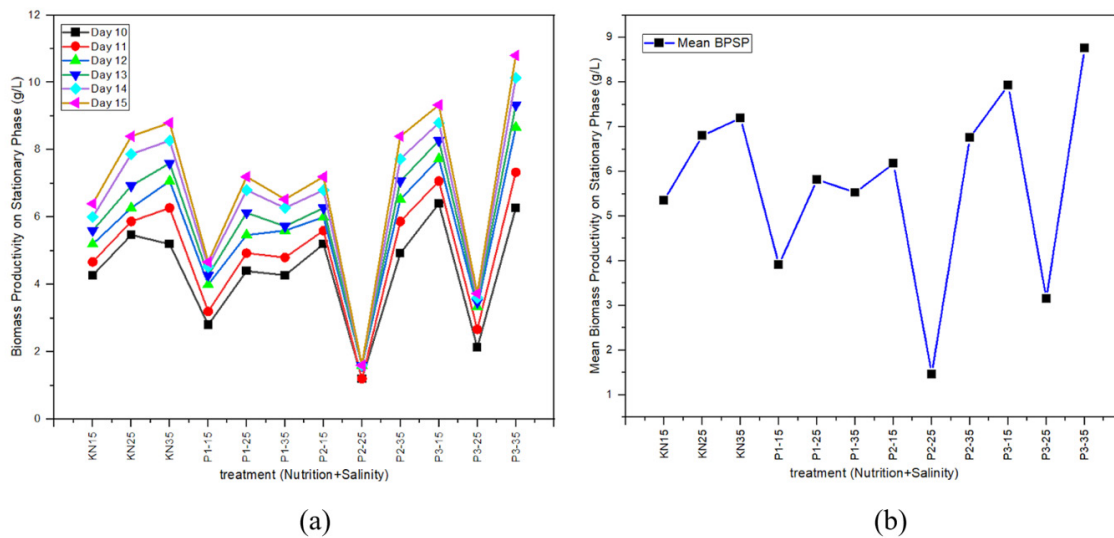 12
10
8
6
4
2
0
Biomass Productivity on Stationary Phase (g/L)
Day 10
Day 11
Day 12
Day 13
Day 14
Day 15
KN15
KN25
KN35
P1-15
P1-25
P1-35
P2-15
P2-25
P2-35
P3-15
P3-25
P3-35
treatment (Nutrition+Salinity)
(a)
9
8
7
6
5
4
3
2
1
Mean Biomass Productivity on Stationary Phase (g/L)
Mean BPSP
KN15
KN25
KN35
P1-15
P1-25
P1-35
P2-15
P2-25
P2-35
P3-15
P3-25
P3-35
treatment (Nutrition+Salinity)
(b)